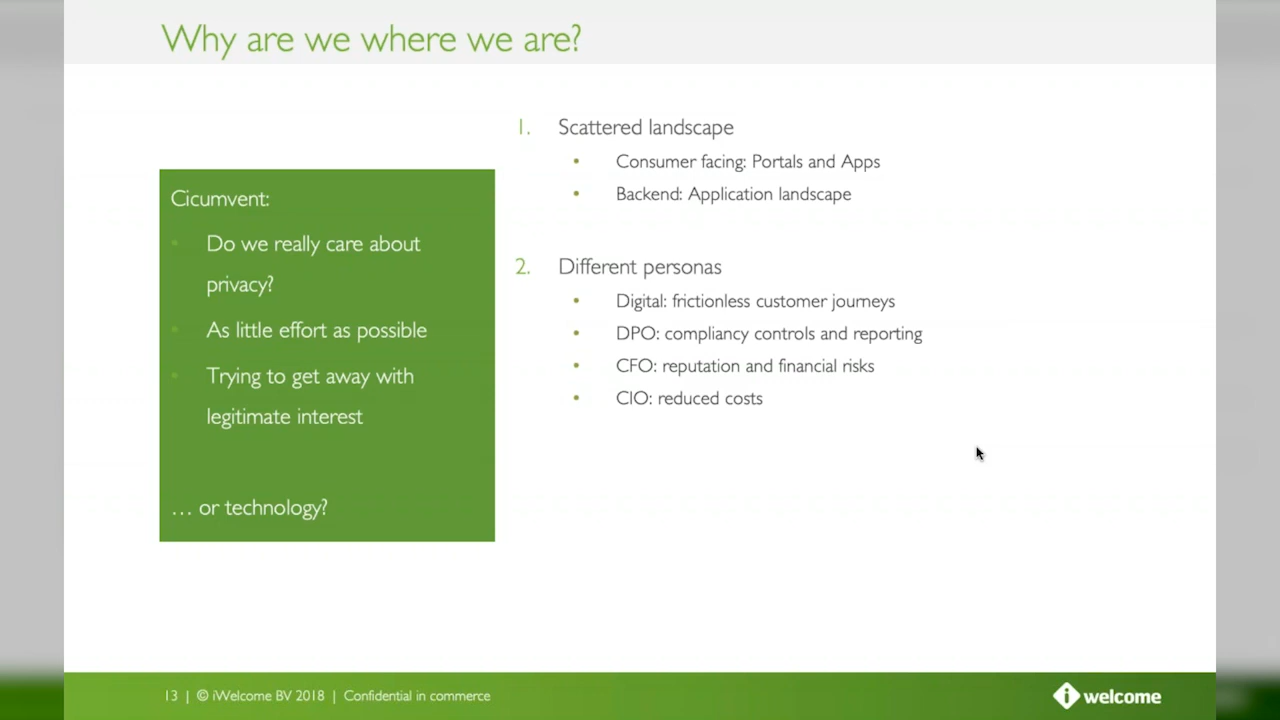 Why are we where we are?
Cicumvent:
• Do we really care about
privacy?
• As little effort as possible
• Trying to get away with
legitimate interest
… or technology?
1. Scattered landscape
• Consumer facing: Portals and Apps
• Backend: Application landscape
2. Different personas
• Digital: frictionless customer journeys
• DPO: compliancy controls and reporting
• CFO: reputation and financial risks
• CIO: reduced costs
13 | © iWelcome BV 2018 | Confidential in commerce
i welcome